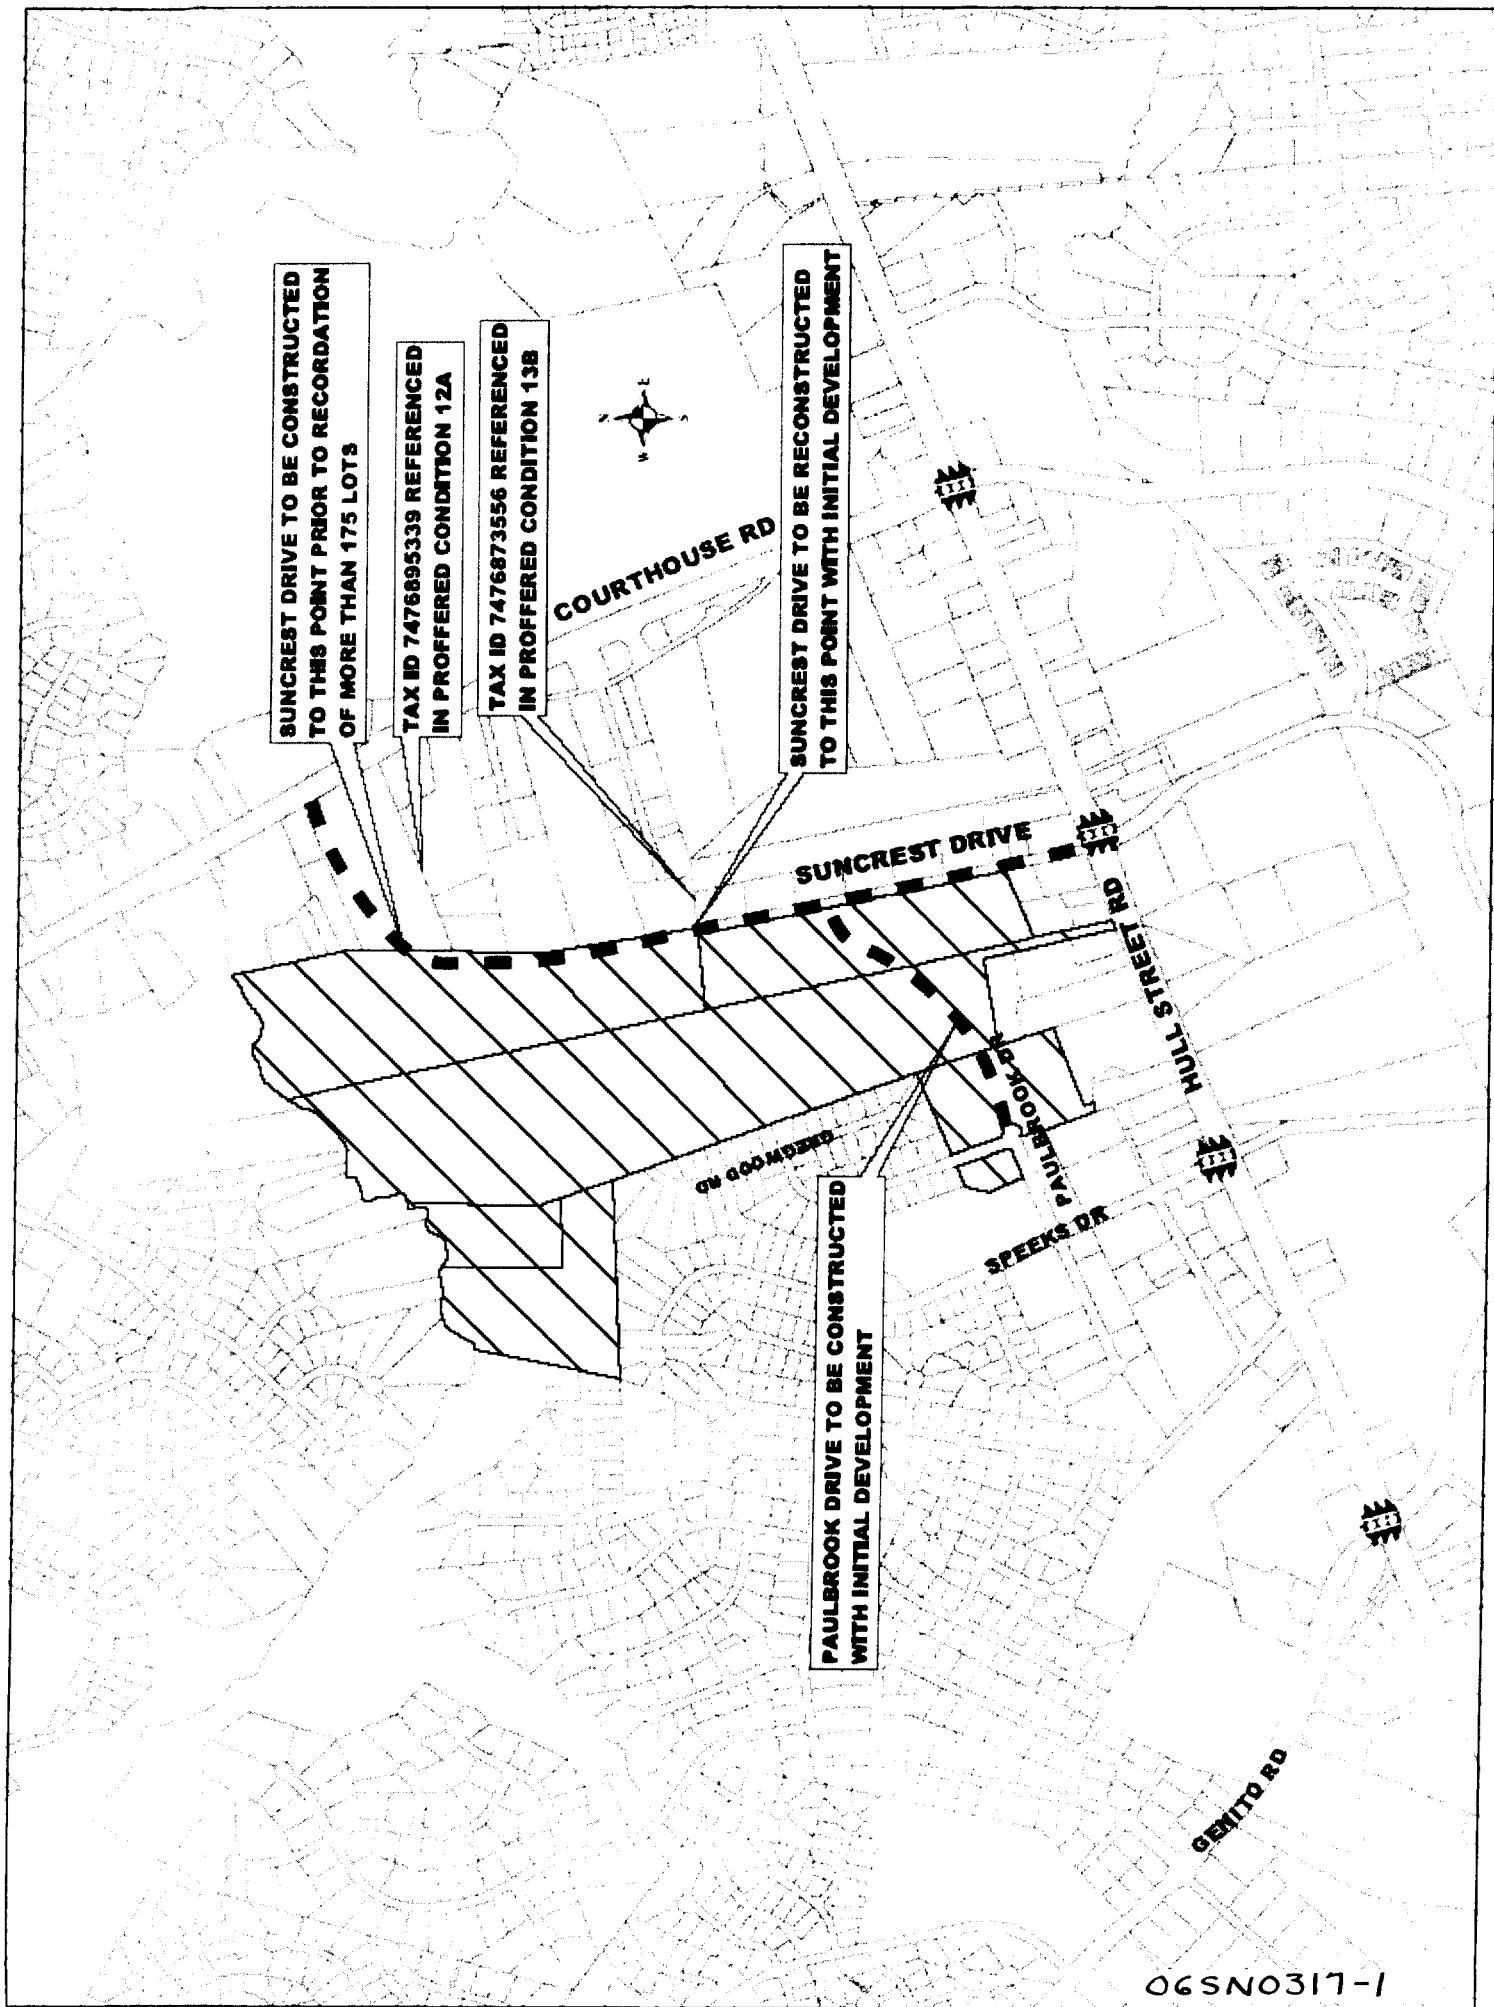 SUNCREST DRIVE TO BE CONSTRUCTED
TO THIS POINT PRIOR TO RECORDATION
OF MORE THAN 175 LOTS
TAX ID 7476895339 REFERENCED
IN PROFFERED CONDITION 12A
TAX ID 7476873556 REFERENCED
IN PROFFERED CONDITION 13B
N
E
S
W
COURTHOUSE RD
SUNCREST DRIVE TO BE RECONSTRUCTED
TO THIS POINT WITH INITIAL DEVELOPMENT
SUNCREST DRIVE
HULL STREET RD
GREGWOOD RD
PAULBROOK DR
SPEEKS DR
PAULBROOK DRIVE TO BE CONSTRUCTED
WITH INITIAL DEVELOPMENT
GENITO RD
06SN0317-1